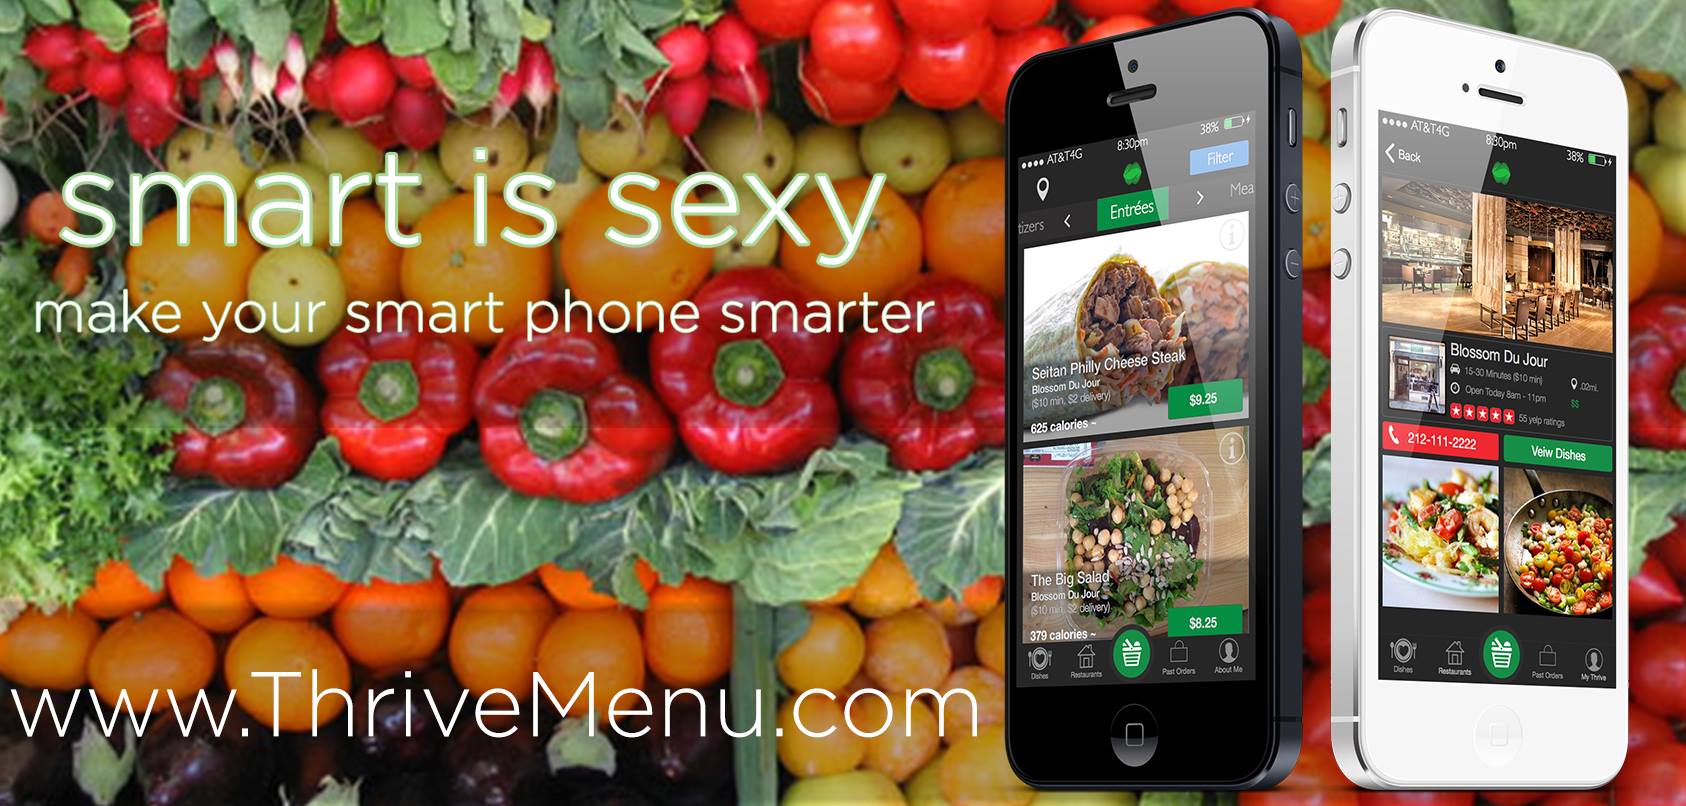 smart is sexy
make your smart phone smarter
www.ThriveMenu.com
AT&T4G 8:30pm 38%
Filter
tizers Entrées Mea
Seitan Philly Cheese Steak
Blossom Du Jour
($10 min, $2 delivery)
$9.25
625 calories ~
The Big Salad
Blossom Du Jour
($10 min, $2 delivery)
$8.25
379 calories ~
Dishes Restaurants Past Orders About Me
AT&T4G 8:30pm 38%
Back
Blossom Du Jour
15-30 Minutes ($10 min)
.02mi.
Open Today 8am - 11pm
$$
55 yelp ratings
212-111-2222
Veiw Dishes
Dishes Restaurants Past Orders My Thrive